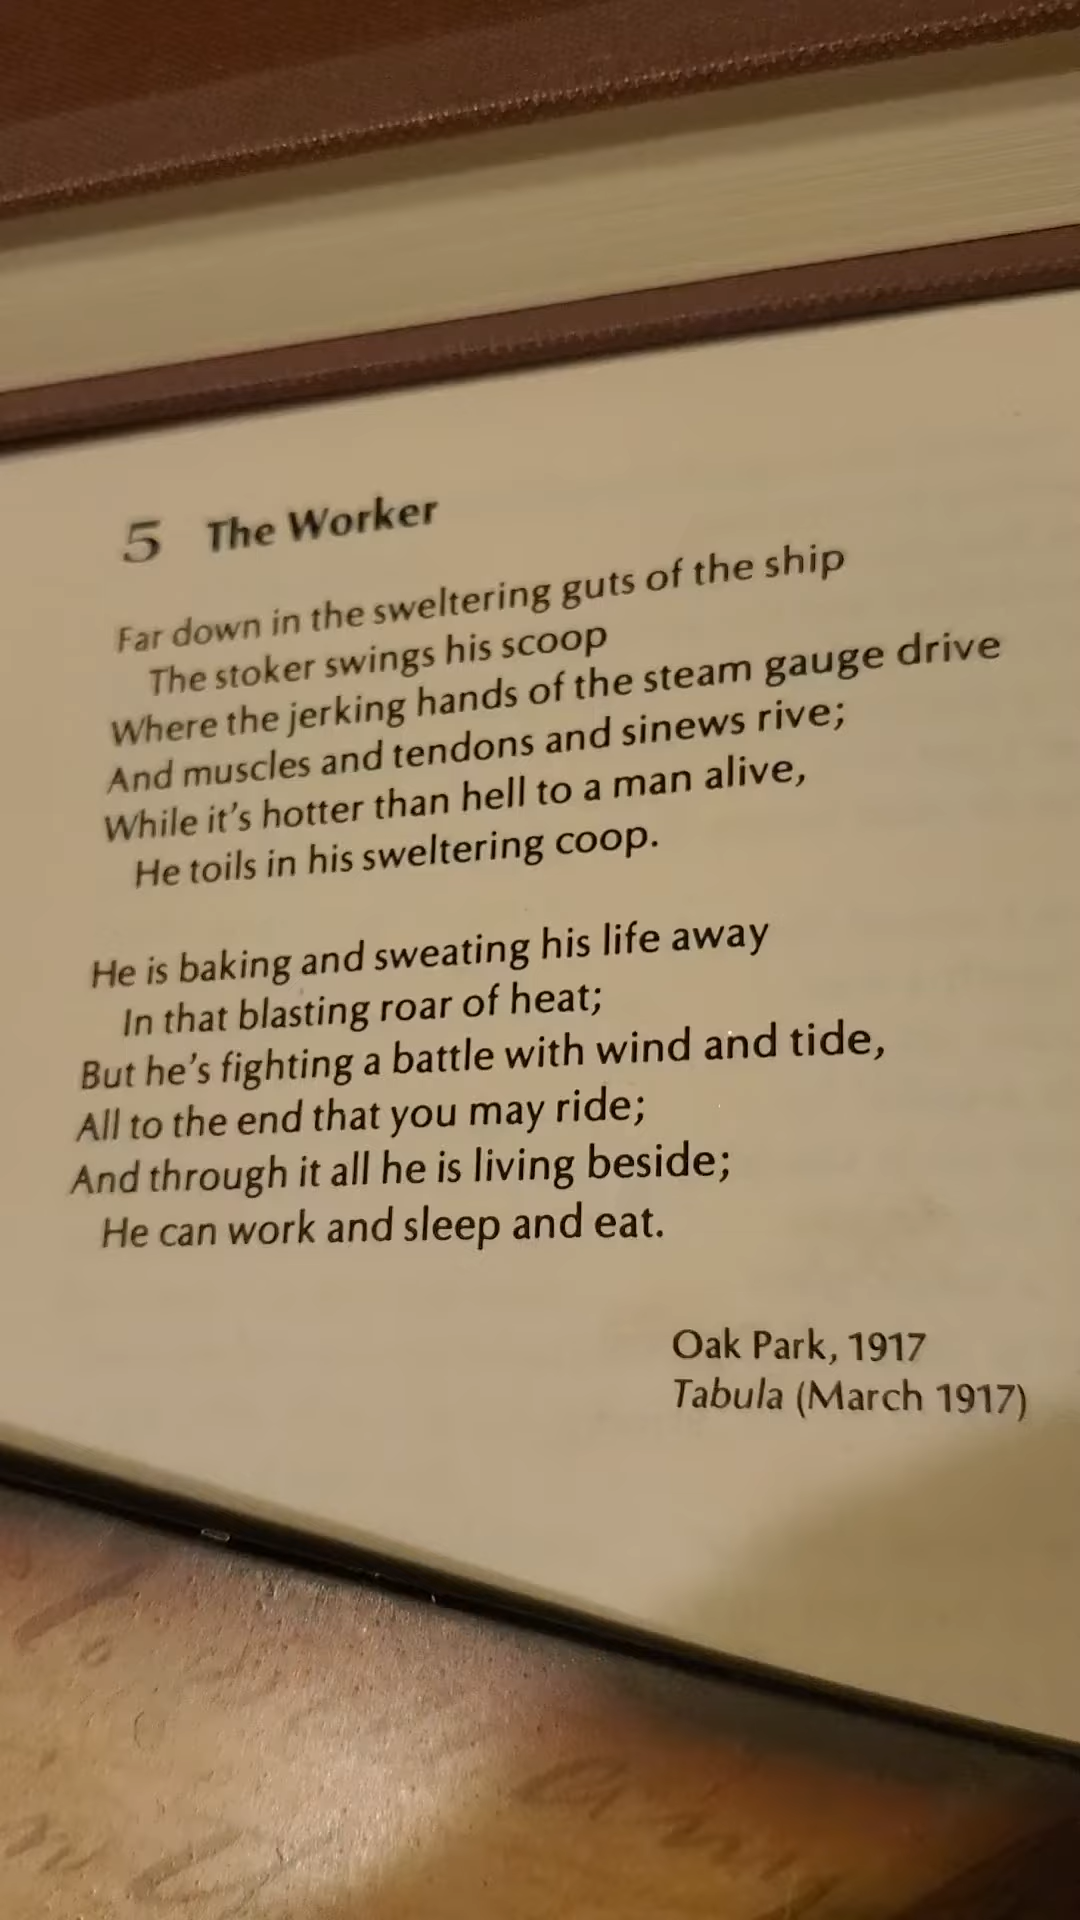 5 The Worker
Far down in the sweltering guts of the ship
The stoker swings his scoop
Where the jerking hands of the steam gauge drive
And muscles and tendons and sinews rive;
While it's hotter than hell to a man alive,
He toils in his sweltering coop.
He is baking and sweating his life away
In that blasting roar of heat;
But he's fighting a battle with wind and tide,
All to the end that you may ride;
And through it all he is living beside;
He can work and sleep and eat.
Oak Park, 1917
Tabula (March 1917)